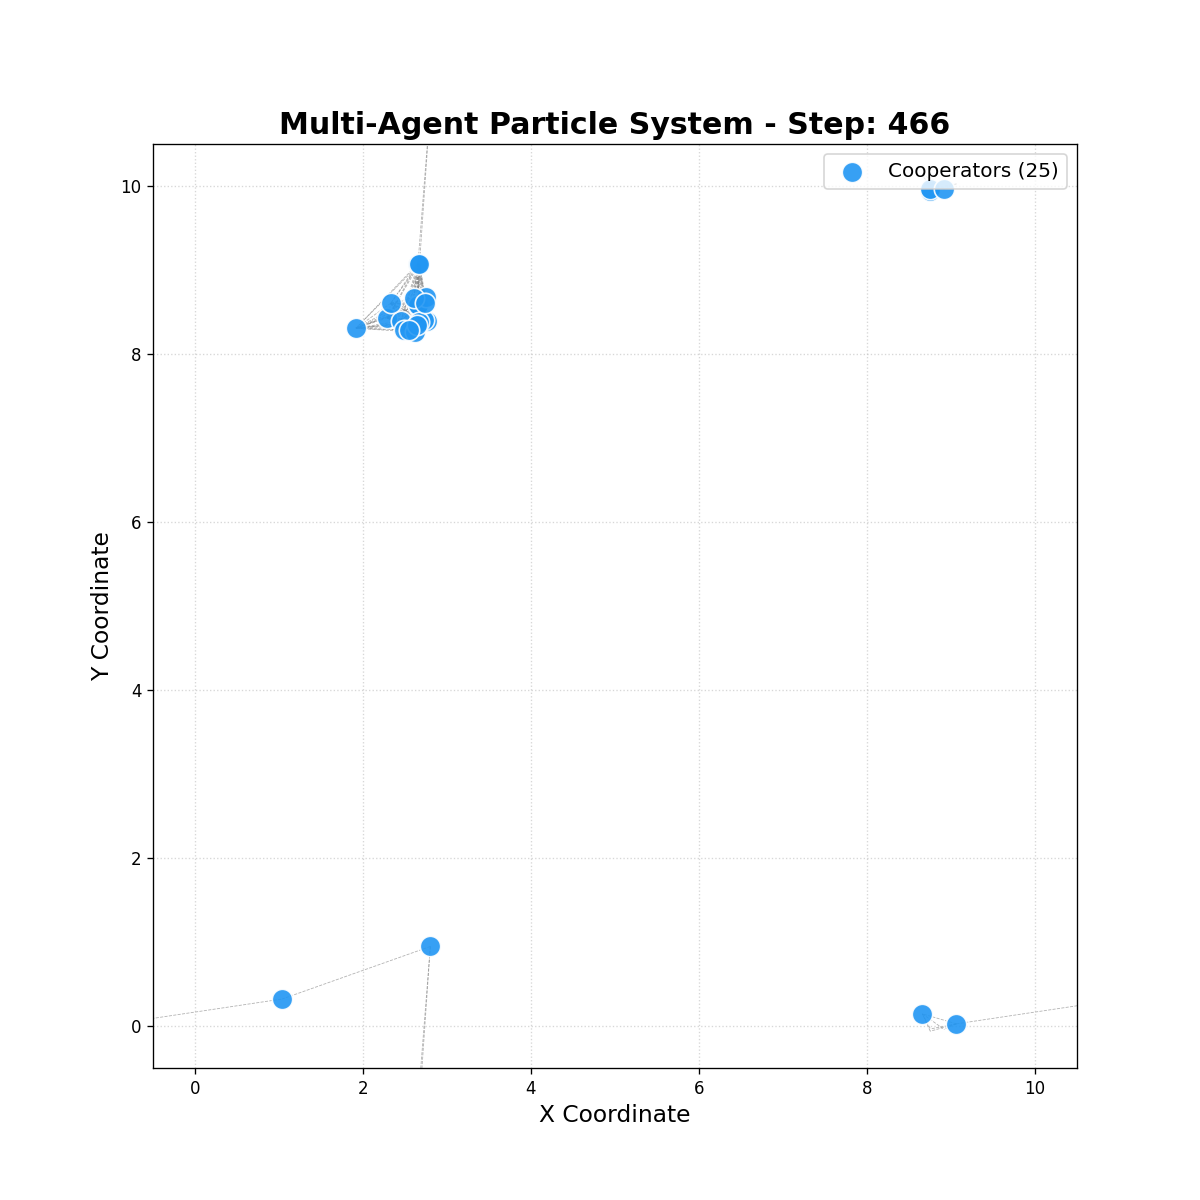 Multi-Agent Particle System - Step: 466
Cooperators (25)
10
8
6
4
2
0
Y Coordinate
0 2 4 6 8 10
X Coordinate